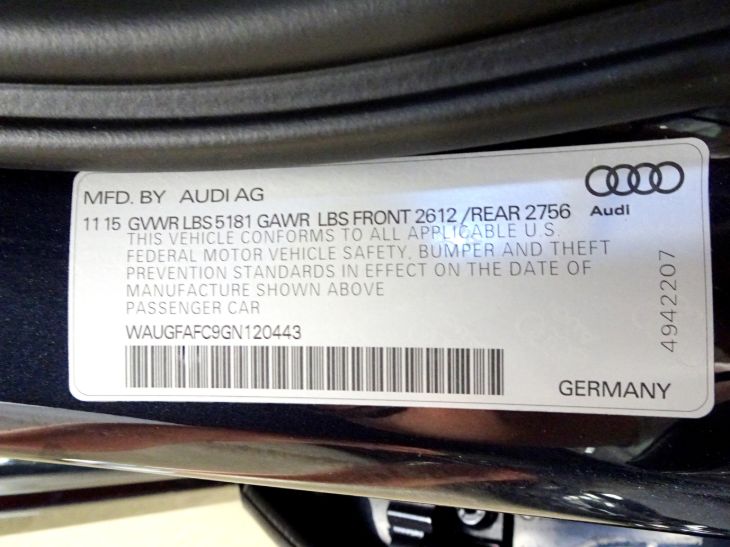 MFD. BY AUDI AG
11 15 GVWR LBS 5181 GAWR LBS FRONT 2612 /REAR 2756
Audi
THIS VEHICLE CONFORMS TO ALL APPLICABLE U.S.
FEDERAL MOTOR VEHICLE SAFETY, BUMPER AND THEFT
PREVENTION STANDARDS IN EFFECT ON THE DATE OF
MANUFACTURE SHOWN ABOVE
PASSENGER CAR
WAUGFAFC9GN120443
4942207
GERMANY